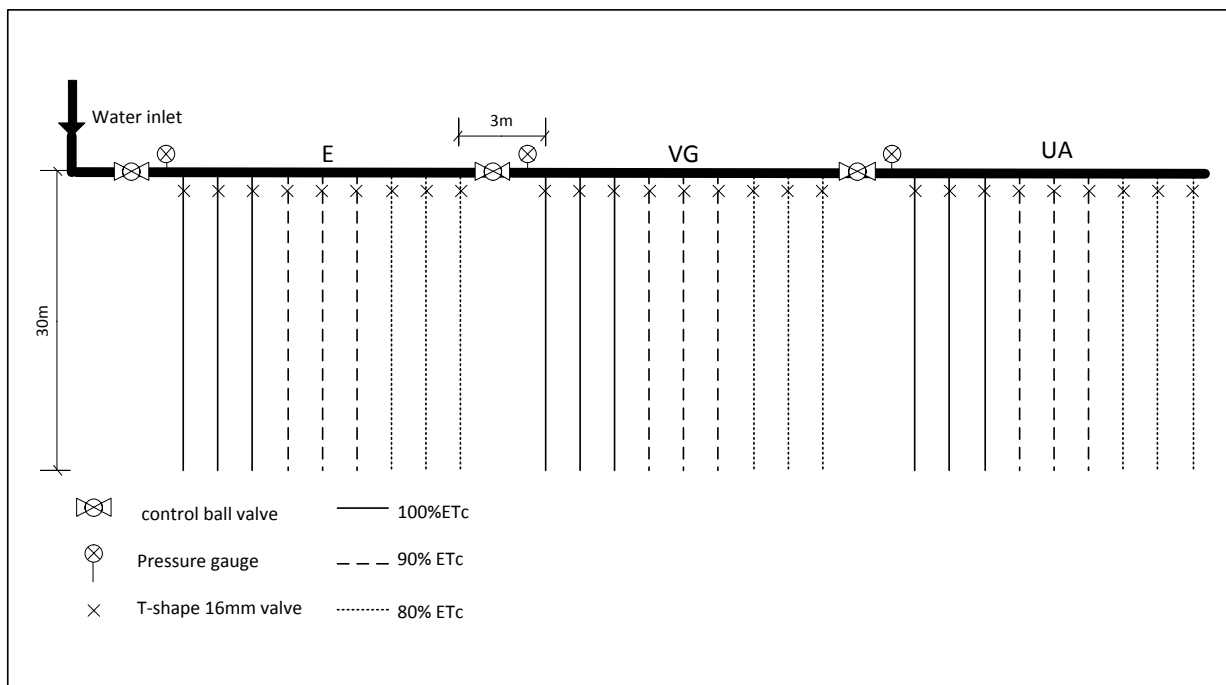 Water inlet
3m
E
VG
UA
30m
control ball valve
100%ETc
Pressure gauge
90% ETc
T-shape 16mm valve
80% ETc